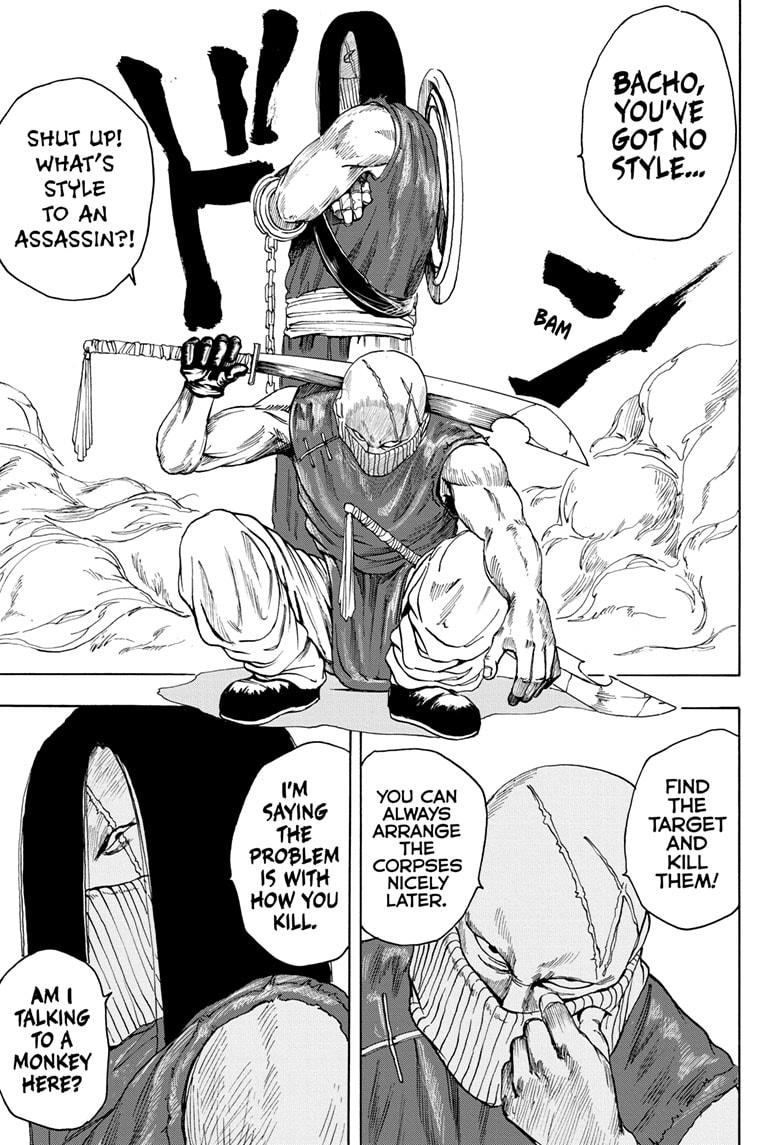 BACHO,
YOU'VE
GOT NO
STYLE...
SHUT UP!
WHAT'S
STYLE
TO AN
ASSASSIN?!
ドン
BAM
FIND
THE
TARGET
AND
KILL
THEM!
YOU CAN
ALWAYS
ARRANGE
THE
CORPSES
NICELY
LATER.
I'M
SAYING
THE
PROBLEM
IS WITH
HOW YOU
KILL.
AM I
TALKING
TO A
MONKEY
HERE?